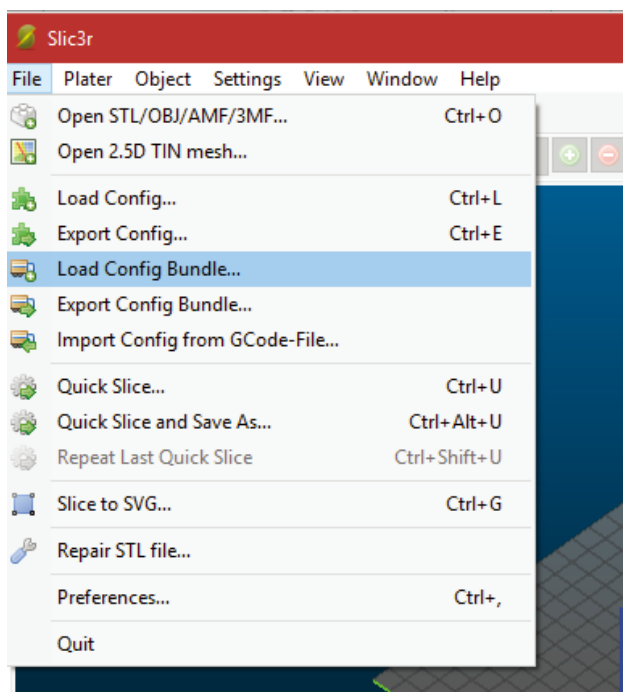 Slic3r
File Plater Object Settings View Window Help
Open STL/OBJ/AMF/3MF... Ctrl+O
Open 2.5D TIN mesh...
Load Config... Ctrl+L
Export Config... Ctrl+E
Load Config Bundle...
Export Config Bundle...
Import Config from GCode-File...
Quick Slice... Ctrl+U
Quick Slice and Save As... Ctrl+Alt+U
Repeat Last Quick Slice Ctrl+Shift+U
Slice to SVG... Ctrl+G
Repair STL file...
Preferences... Ctrl+,
Quit